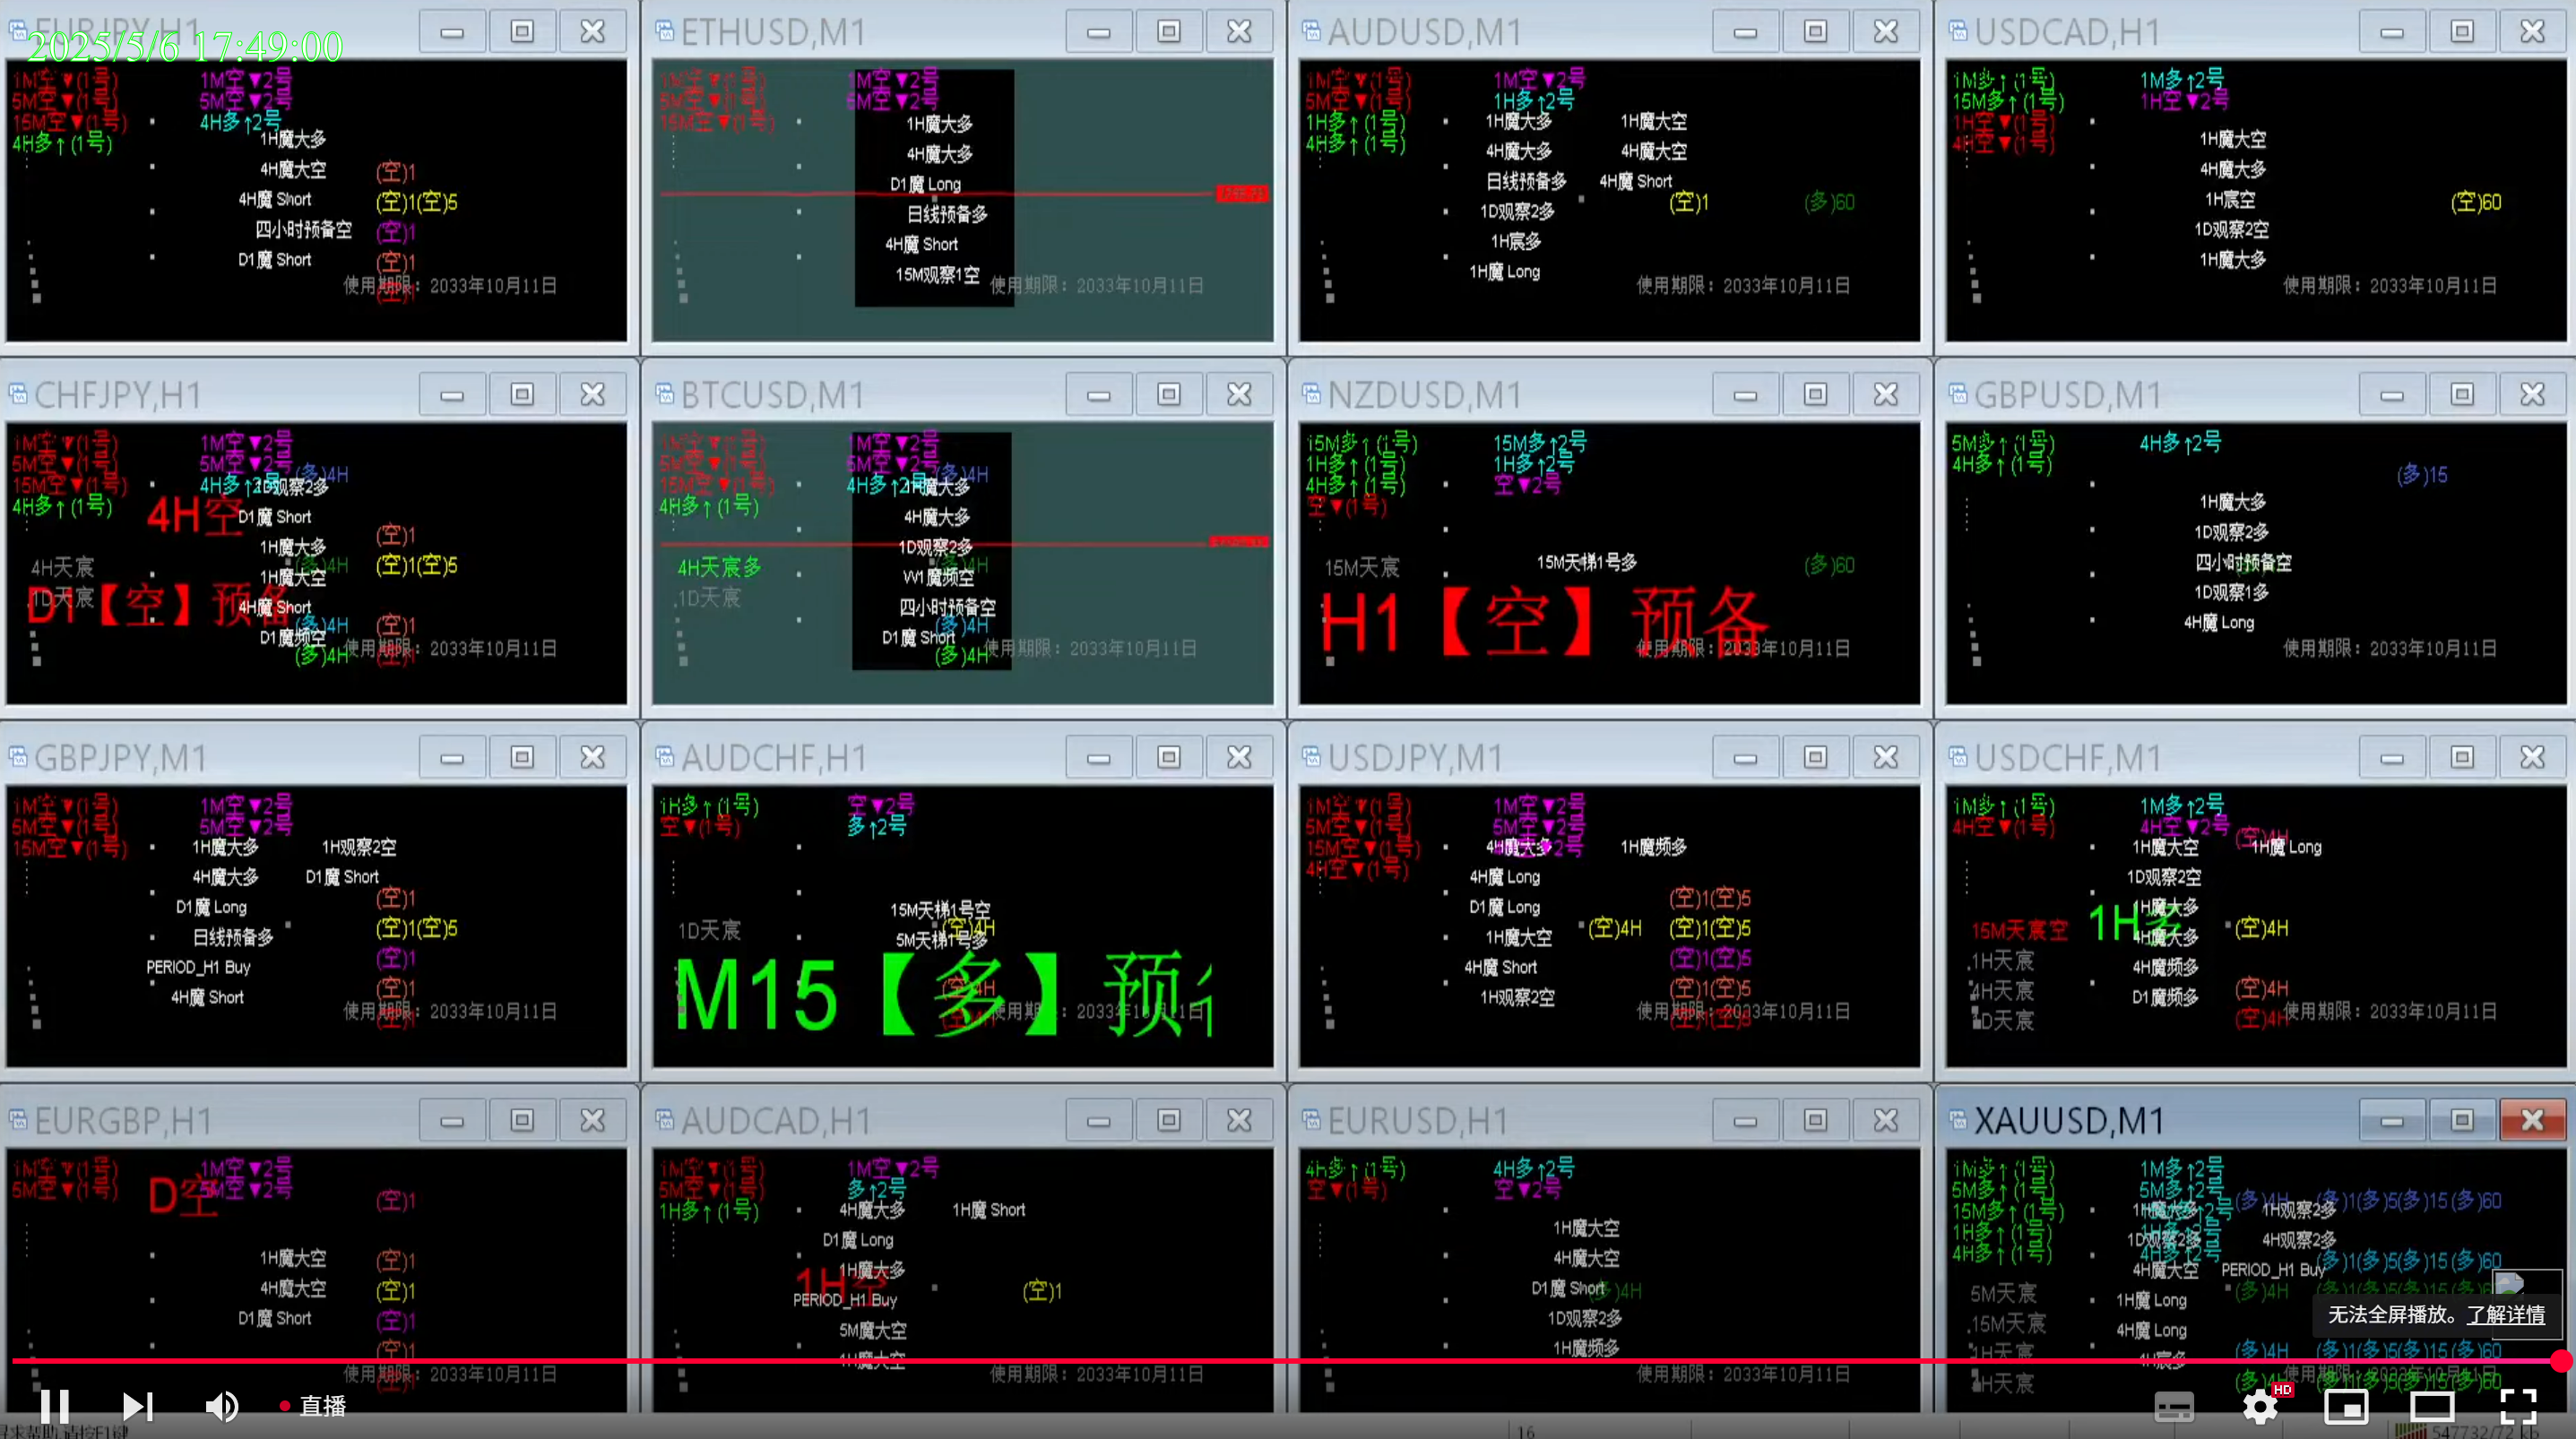 EURJPY,H1
2025/5/6 17:49:00
1M空▼(1号) 1M空▼2号
5M空▼(1号) 5M空▼2号
15M空▼(1号) 4H多↑2号
4H多↑(1号) 1H魔大多
4H魔大空 (空)1
4H魔 Short (空)1(空)5
四小时预备空 (空)1
D1魔 Short (空)1
使用期限：2033年10月11日
ETHUSD,M1
1M空▼(1号) 1M空▼2号
5M空▼(1号) 5M空▼2号
15M空▼(1号) 1H魔大多
4H魔大多
D1魔 Long
日线预备多
4H魔 Short
15M观察1空
使用期限：2033年10月11日
AUDUSD,M1
1M空▼(1号) 1M空▼2号
5M空▼(1号) 1H多↑2号
1H多↑(1号) 1H魔大多 1H魔大空
4H多↑(1号) 4H魔大多 4H魔大空
日线预备多 4H魔 Short
1D观察2多 (空)1 (多)60
1H宸多
1H魔 Long
使用期限：2033年10月11日
USDCAD,H1
1M多↑(1号) 1M多↑2号
15M多↑(1号) 1H空▼2号
1H空▼(1号)
4H空▼(1号) 1H魔大空
4H魔大多
1H宸空 (空)60
1D观察2空
1H魔大多
使用期限：2033年10月11日
CHFJPY,H1
1M空▼(1号) 1M空▼2号
5M空▼(1号) 5M空▼2号 (多)4H
15M空▼(1号) 4H多↑2号 1D观察2多
4H多↑(1号) 4H空 D1魔 Short
1H魔大多 (空)1
4H天宸 (多)4H (空)1(空)5
1H魔大空
1D天宸 D1【空】预备 4H魔 Short
(多)4H (空)1
D1魔频空
(多)4H 使用期限：2033年10月11日
BTCUSD,M1
1M空▼(1号) 1M空▼2号
5M空▼(1号) 5M空▼2号 (多)4H
15M空▼(1号) 4H多↑2号 1H魔大多
4H多↑(1号) 4H魔大多
1D观察2多
4H天宸多 (多)4H
W1魔频空
1D天宸 四小时预备空
D1魔 Short (多)4H
(多)4H 使用期限：2033年10月11日
NZDUSD,M1
15M多↑(1号) 15M多↑2号
1H多↑(1号) 1H多↑2号
4H多↑(1号) 空▼2号
空▼(1号)
15M天宸 15M天梯1号多 (多)60
H1【空】预备
使用期限：2033年10月11日
GBPUSD,M1
5M多↑(1号) 4H多↑2号
4H多↑(1号) (多)15
1H魔大多
1D观察2多
四小时预备空
1D观察1多
4H魔 Long
使用期限：2033年10月11日
GBPJPY,M1
1M空▼(1号) 1M空▼2号
5M空▼(1号) 5M空▼2号
15M空▼(1号) 1H魔大多 1H观察2空
4H魔大多 D1魔 Short
D1魔 Long (空)1
日线预备多 (空)1(空)5
PERIOD_H1 Buy (空)1
4H魔 Short (空)1
使用期限：2033年10月11日
AUDCHF,H1
1H多↑(1号) 空▼2号
空▼(1号) 多↑2号
15M天梯1号空
1D天宸 (空)4H
5M天梯1号多
M15【多】预
(空)4H
使用期限：2033年10月11日
USDJPY,M1
1M空▼(1号) 1M空▼2号
5M空▼(1号) 5M空▼2号
15M空▼(1号) 4H魔大多 1H魔频多
4H空▼(1号) 4H魔 Long
D1魔 Long (空)1(空)5
1H魔大空 (空)4H (空)1(空)5
4H魔 Short (空)1(空)5
1H观察2空 (空)1(空)5
使用期限：2033年10月11日
USDCHF,M1
1M多↑(1号) 1M多↑2号
4H空▼(1号) 4H空▼2号 (空)4H
1H魔大空 1H魔 Long
1D观察2空
1H魔大多
15M天宸空 1H多 4H魔大多 (空)4H
1H天宸 4H魔频多
4H天宸 D1魔频多 (空)4H
1D天宸 (空)4H 使用期限：2033年10月11日
EURGBP,H1
1M空▼(1号) 1M空▼2号
5M空▼(1号) D空 5M空▼2号 (空)1
1H魔大空 (空)1
4H魔大空 (空)1
D1魔 Short (空)1
(空)1
使用期限：2033年10月11日
AUDCAD,H1
1M空▼(1号) 1M空▼2号
5M空▼(1号) 多↑2号
1H多↑(1号) 4H魔大多 1H魔 Short
D1魔 Long
1H魔大多
1H空
PERIOD_H1 Buy (空)1
5M魔大空
1H魔大空
使用期限：2033年10月11日
EURUSD,H1
4H多↑(1号) 4H多↑2号
空▼(1号) 空▼2号
1H魔大空
4H魔大空
D1魔 Short (多)4H
1D观察2多
1H魔频多
使用期限：2033年10月11日
XAUUSD,M1
1M多↑(1号) 1M多↑2号
5M多↑(1号) 5M多↑2号 (多)4H (多)1(多)5(多)15(多)60
15M多↑(1号) 1H魔大多 1H观察2多
1H多↑(1号) 1D观察2多 4H观察2多
4H多↑(1号) 4H多↑2号 (多)1(多)5(多)15(多)60
4H魔大空 PERIOD_H1 Buy
5M天宸 1H魔 Long (多)4H
15M天宸 4H魔 Long
1H天宸 (多)4H (多)1(多)5(多)15(多)60
4H天宸
使用期限：2033年10月11日
无法全屏播放。了解详情
直播
HD
16
547732/72 kb